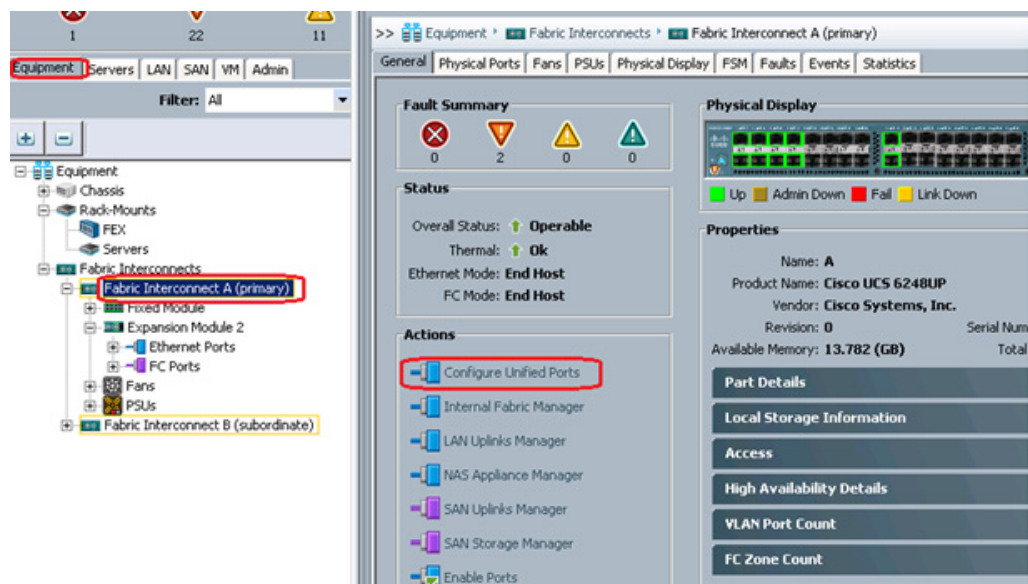 1 22 11
Equipment Servers LAN SAN VM Admin
Filter: All
Equipment
Chassis
Rack-Mounts
FEX
Servers
Fabric Interconnects
Fabric Interconnect A (primary)
Fixed Module
Expansion Module 2
Ethernet Ports
FC Ports
Fans
PSUs
Fabric Interconnect B (subordinate)
>> Equipment Fabric Interconnects Fabric Interconnect A (primary)
General Physical Ports Fans PSUs Physical Display FSM Faults Events Statistics
Fault Summary
0 2 0 0
Status
Overall Status: Operable
Thermal: Ok
Ethernet Mode: End Host
FC Mode: End Host
Actions
Configure Unified Ports
Internal Fabric Manager
LAN Uplinks Manager
NAS Appliance Manager
SAN Uplinks Manager
SAN Storage Manager
Enable Ports
Physical Display
Up Admin Down Fail Link Down
Properties
Name: A
Product Name: Cisco UCS 6248UP
Vendor: Cisco Systems, Inc.
Revision: 0 Serial Num
Available Memory: 13.782 (GB) Total
Part Details
Local Storage Information
Access
High Availability Details
VLAN Port Count
FC Zone Count